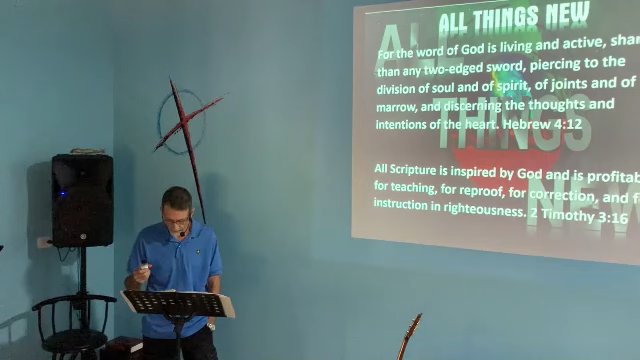 ALL THINGS NEW
For the word of God is living and active,
than any two-edged sword, piercing to the
division of soul and of spirit, of joints and of
marrow, and discerning the thoughts and
intentions of the heart. Hebrew 4:12
All Scripture is inspired by God and is
for teaching, for reproof, for correction, and
instruction in righteousness. 2 Timothy 3:16
ALL
THINGS
NEW